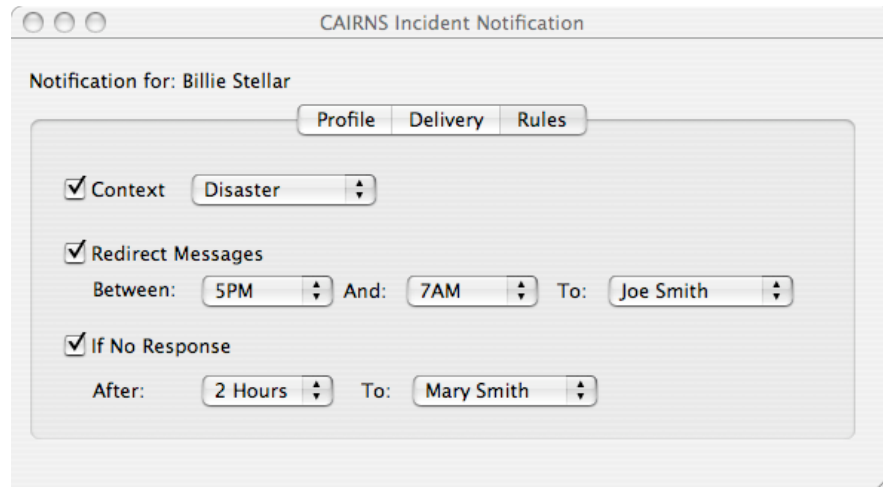 CAIRNS Incident Notification
Notification for: Billie Stellar
Profile Delivery Rules
Context Disaster
Redirect Messages
Between: 5PM And: 7AM To: Joe Smith
If No Response
After: 2 Hours To: Mary Smith